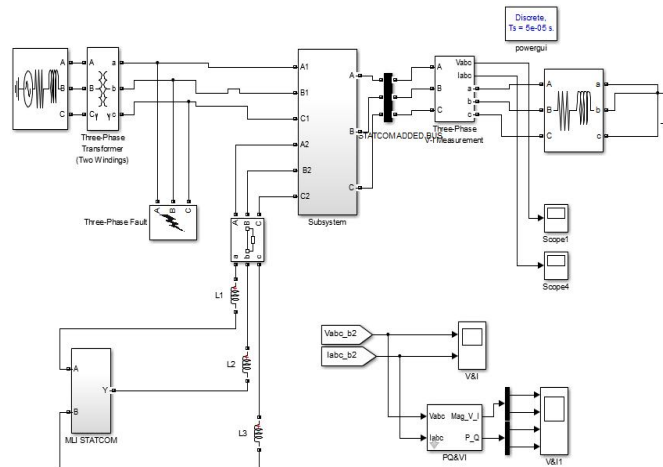 Discrete,
Ts = 5e-05 s.
powergui
A
B
C
A
B
C
a
b
c
Three-Phase
Transformer
(Two Windings)
A B C
Three-Phase Fault
A1
B1
C1
A2
B2
C2
A
B
C
Subsystem
STATCOM ADDED BUS
A
B
C
Vabc
Iabc
a
b
c
Three-Phase
V-I Measurement
A
B
C
a
b
c
Scope1
Scope4
A B C
a b c
L1
L2
L3
A
B
Y
MLI STATCOM
Vabc_b2
Iabc_b2
V&I
Vabc
Iabc
Mag_V_I
P_Q
PQ&VI
V&I1